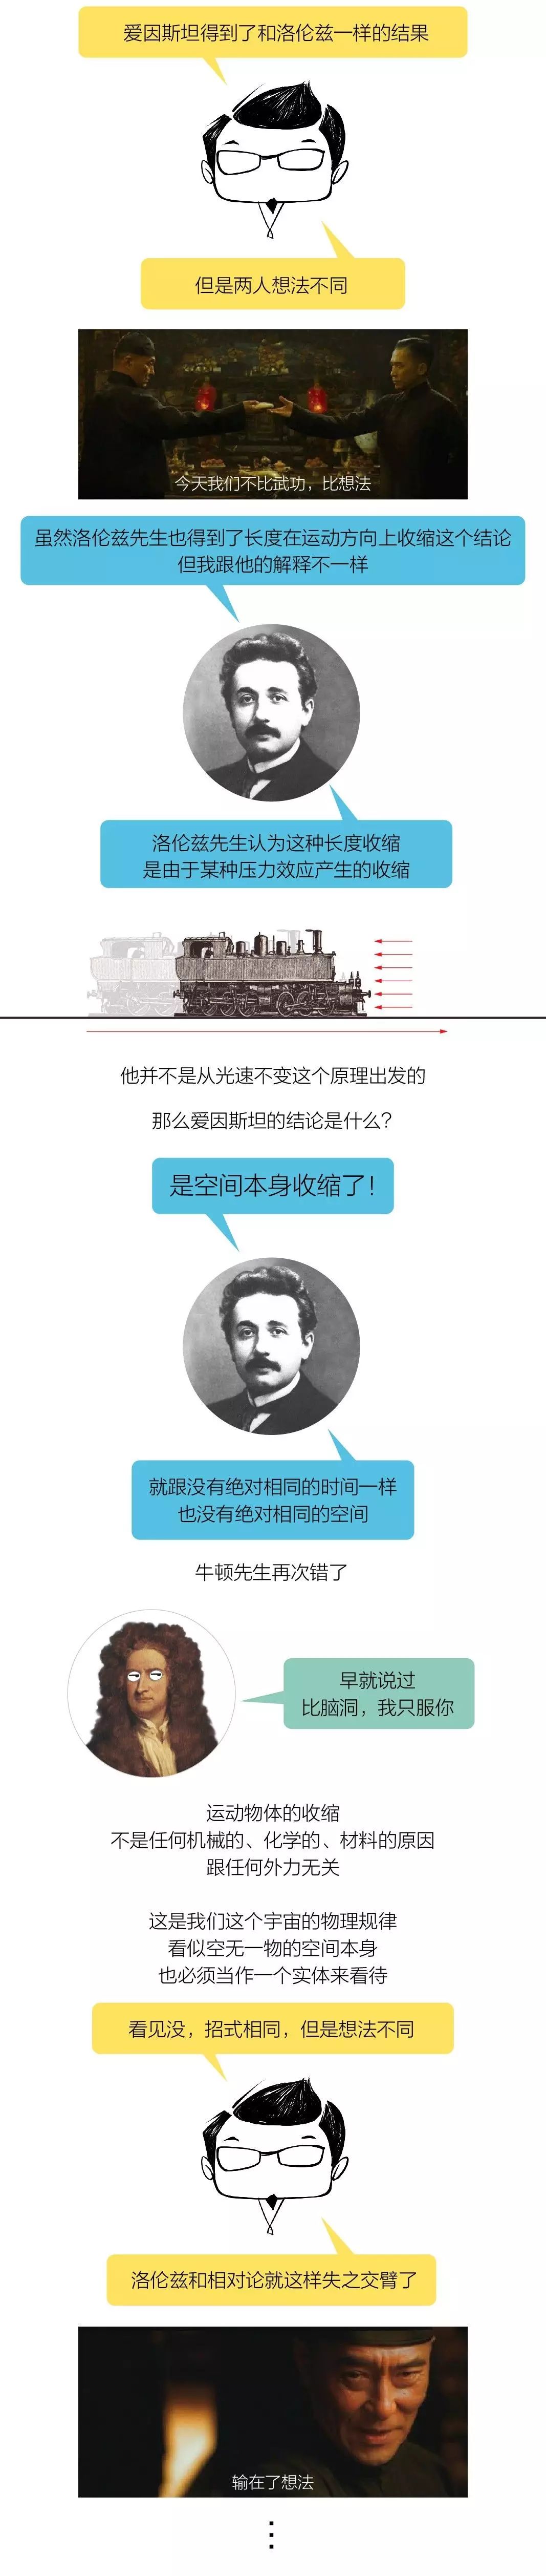 爱因斯坦得到了和洛伦兹一样的结果
但是两人想法不同
今天我们不比武功，比想法
虽然洛伦兹先生也得到了长度在运动方向上收缩这个结论
但我跟他的解释不一样
洛伦兹先生认为这种长度收缩
是由于某种压力效应产生的收缩
他并不是从光速不变这个原理出发的
那么爱因斯坦的结论是什么？
是空间本身收缩了！
就跟没有绝对相同的时间一样
也没有绝对相同的空间
牛顿先生再次错了
早就说过
比脑洞，我只服你
运动物体的收缩
不是任何机械的、化学的、材料的原因
跟任何外力无关
这是我们这个宇宙的物理规律
看似空无一物的空间本身
也必须当作一个实体来看待
看见没，招式相同，但是想法不同
洛伦兹和相对论就这样失之交臂了
输在了想法